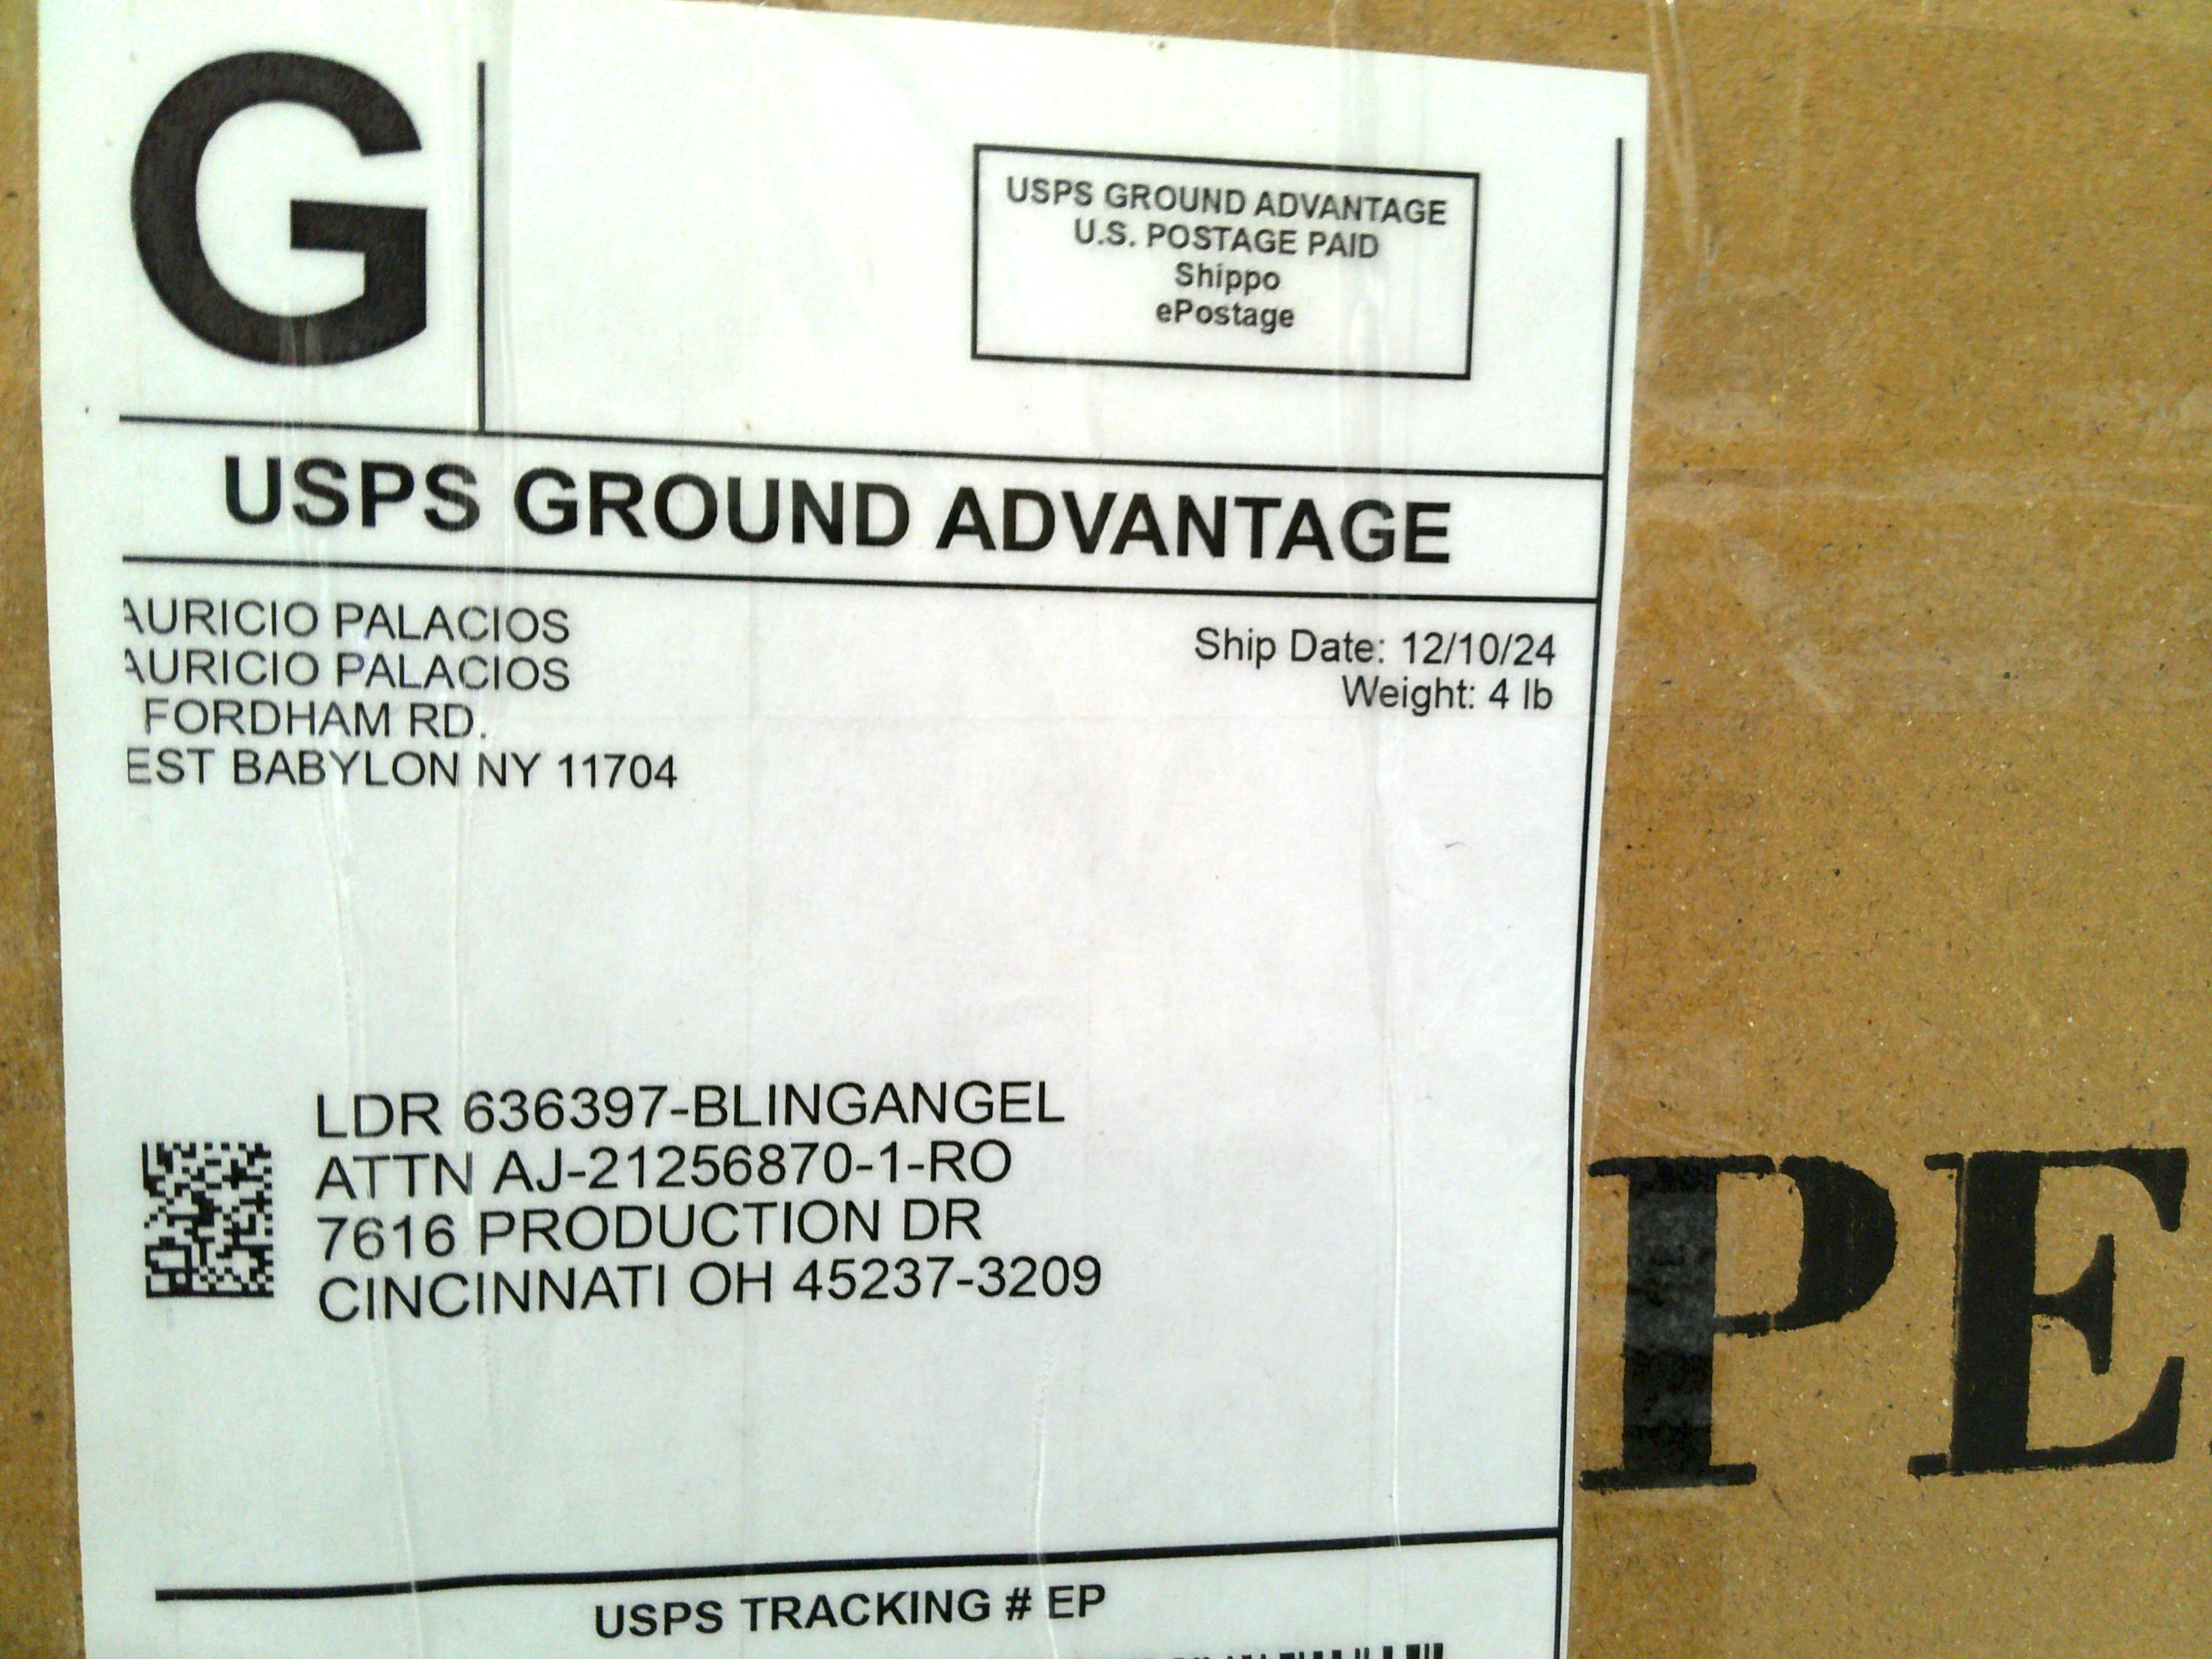 G
USPS GROUND ADVANTAGE
U.S. POSTAGE PAID
Shippo
ePostage
USPS GROUND ADVANTAGE
AURICIO PALACIOS
AURICIO PALACIOS
FORDHAM RD.
EST BABYLON NY 11704
Ship Date: 12/10/24
Weight: 4 lb
LDR 636397-BLINGANGEL
ATTN AJ-21256870-1-RO
7616 PRODUCTION DR
CINCINNATI OH 45237-3209
PE
USPS TRACKING # EP